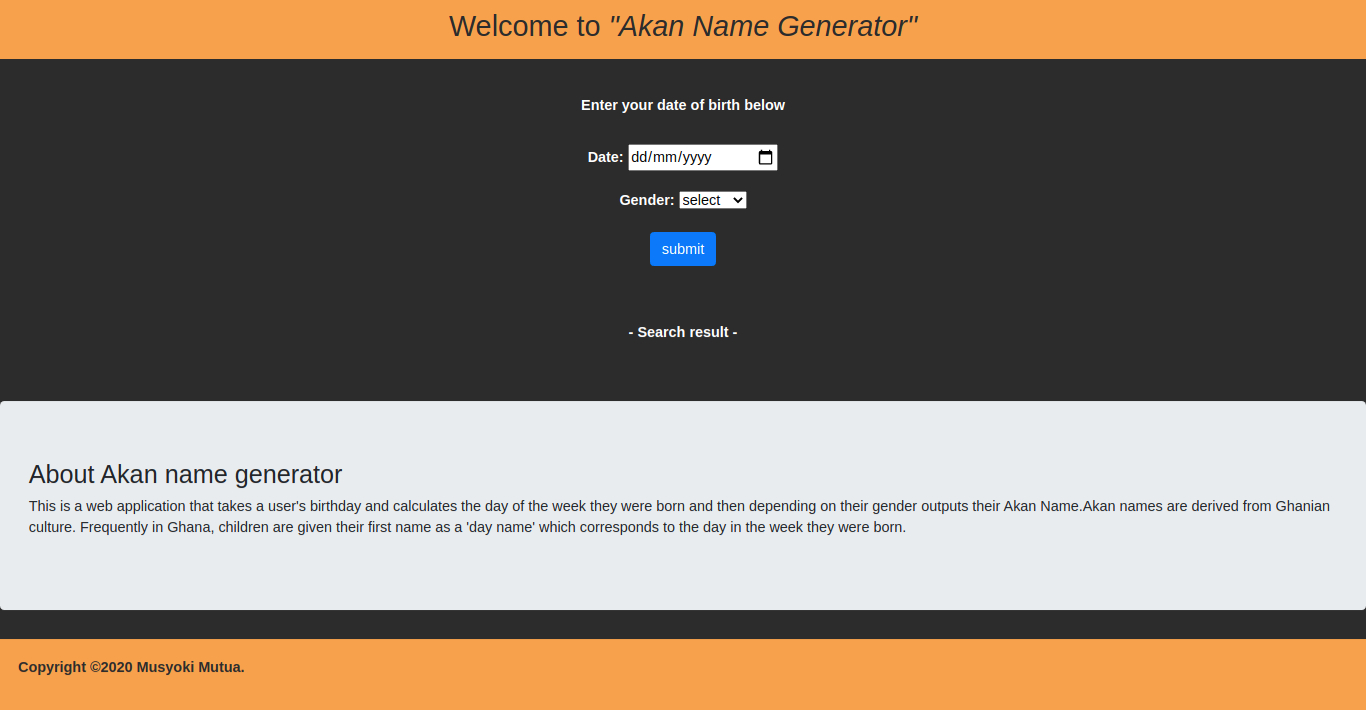 Welcome to "Akan Name Generator"
Enter your date of birth below
Date: dd/mm/yyyy
Gender: select
submit
- Search result -
About Akan name generator
This is a web application that takes a user's birthday and calculates the day of the week they were born and then depending on their gender outputs their Akan Name.Akan names are derived from Ghanian
culture. Frequently in Ghana, children are given their first name as a 'day name' which corresponds to the day in the week they were born.
Copyright ©2020 Musyoki Mutua.